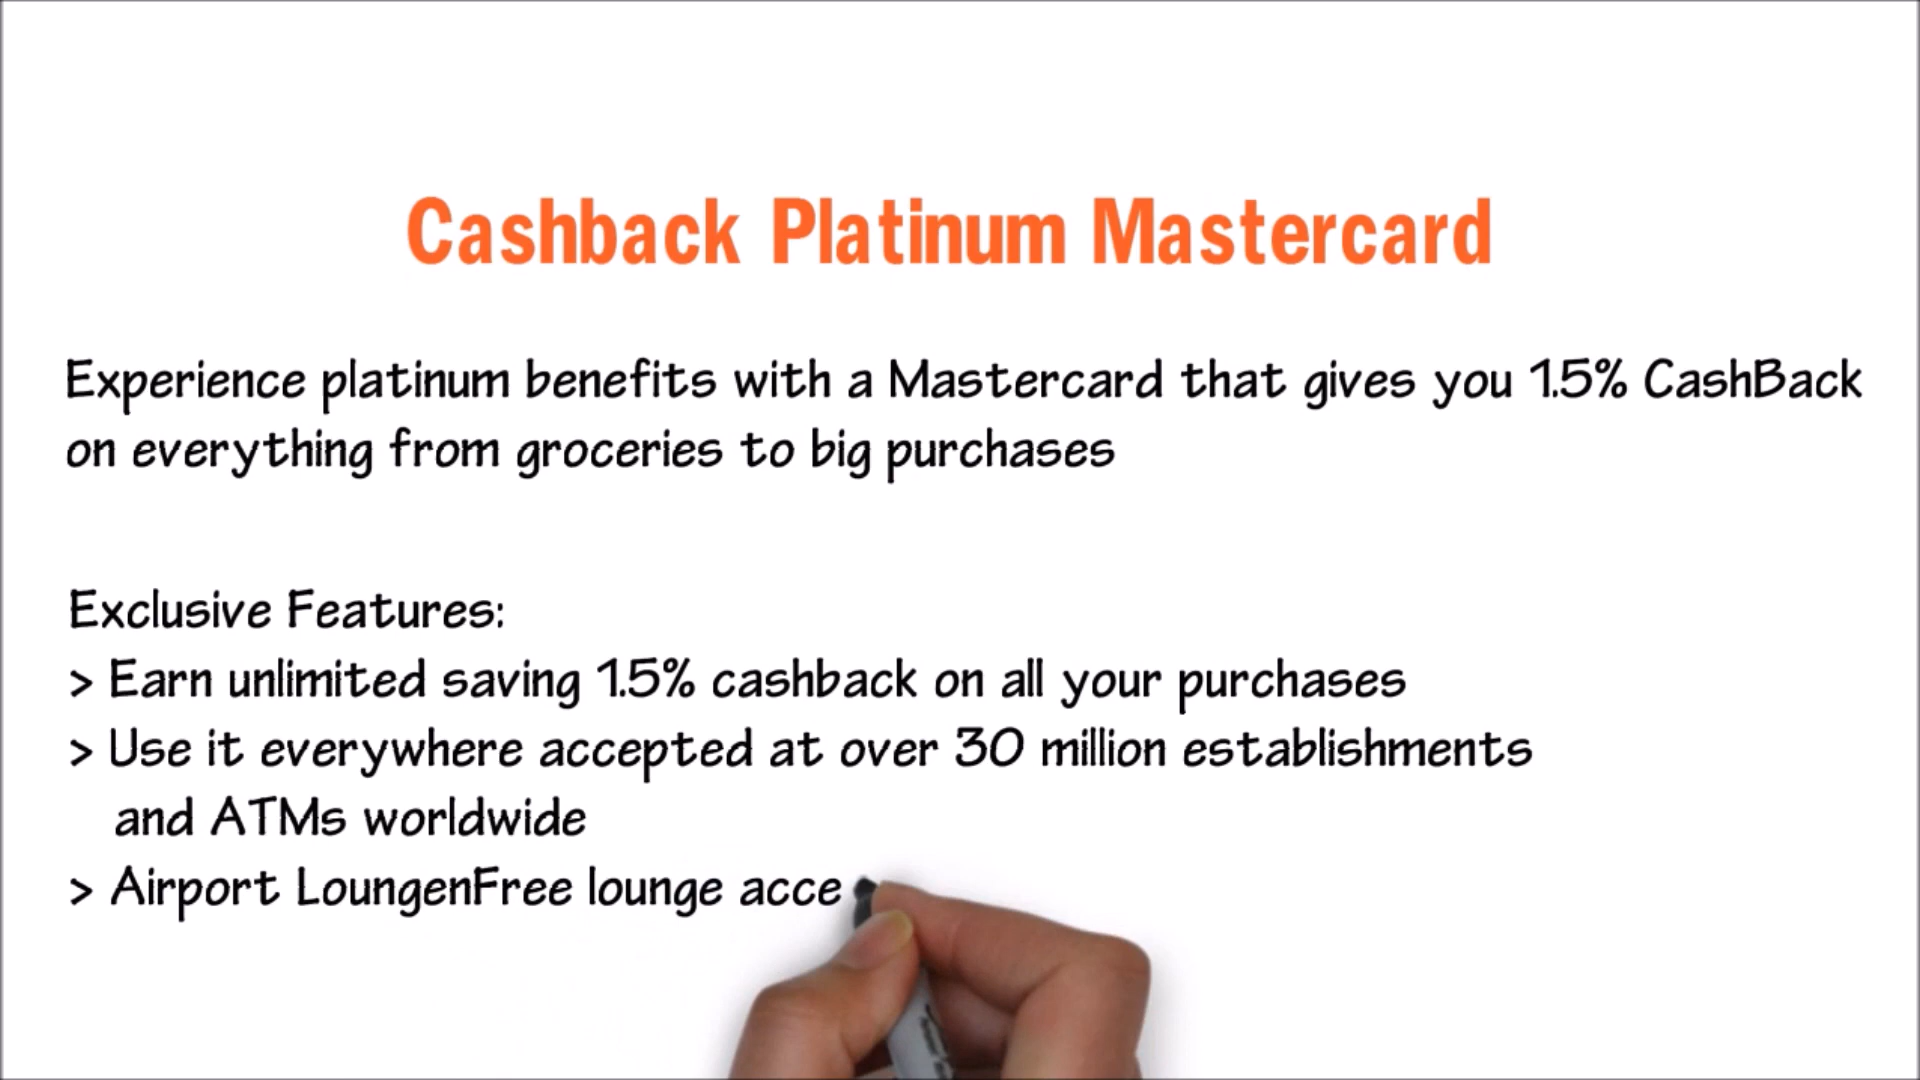 Cashback Platinum Mastercard
Experience platinum benefits with a Mastercard that gives you 1.5% CashBack
on everything from groceries to big purchases
Exclusive Features:
> Earn unlimited saving 1.5% cashback on all your purchases
> Use it everywhere accepted at over 30 million establishments
and ATMs worldwide
> Airport LoungenFree lounge acce